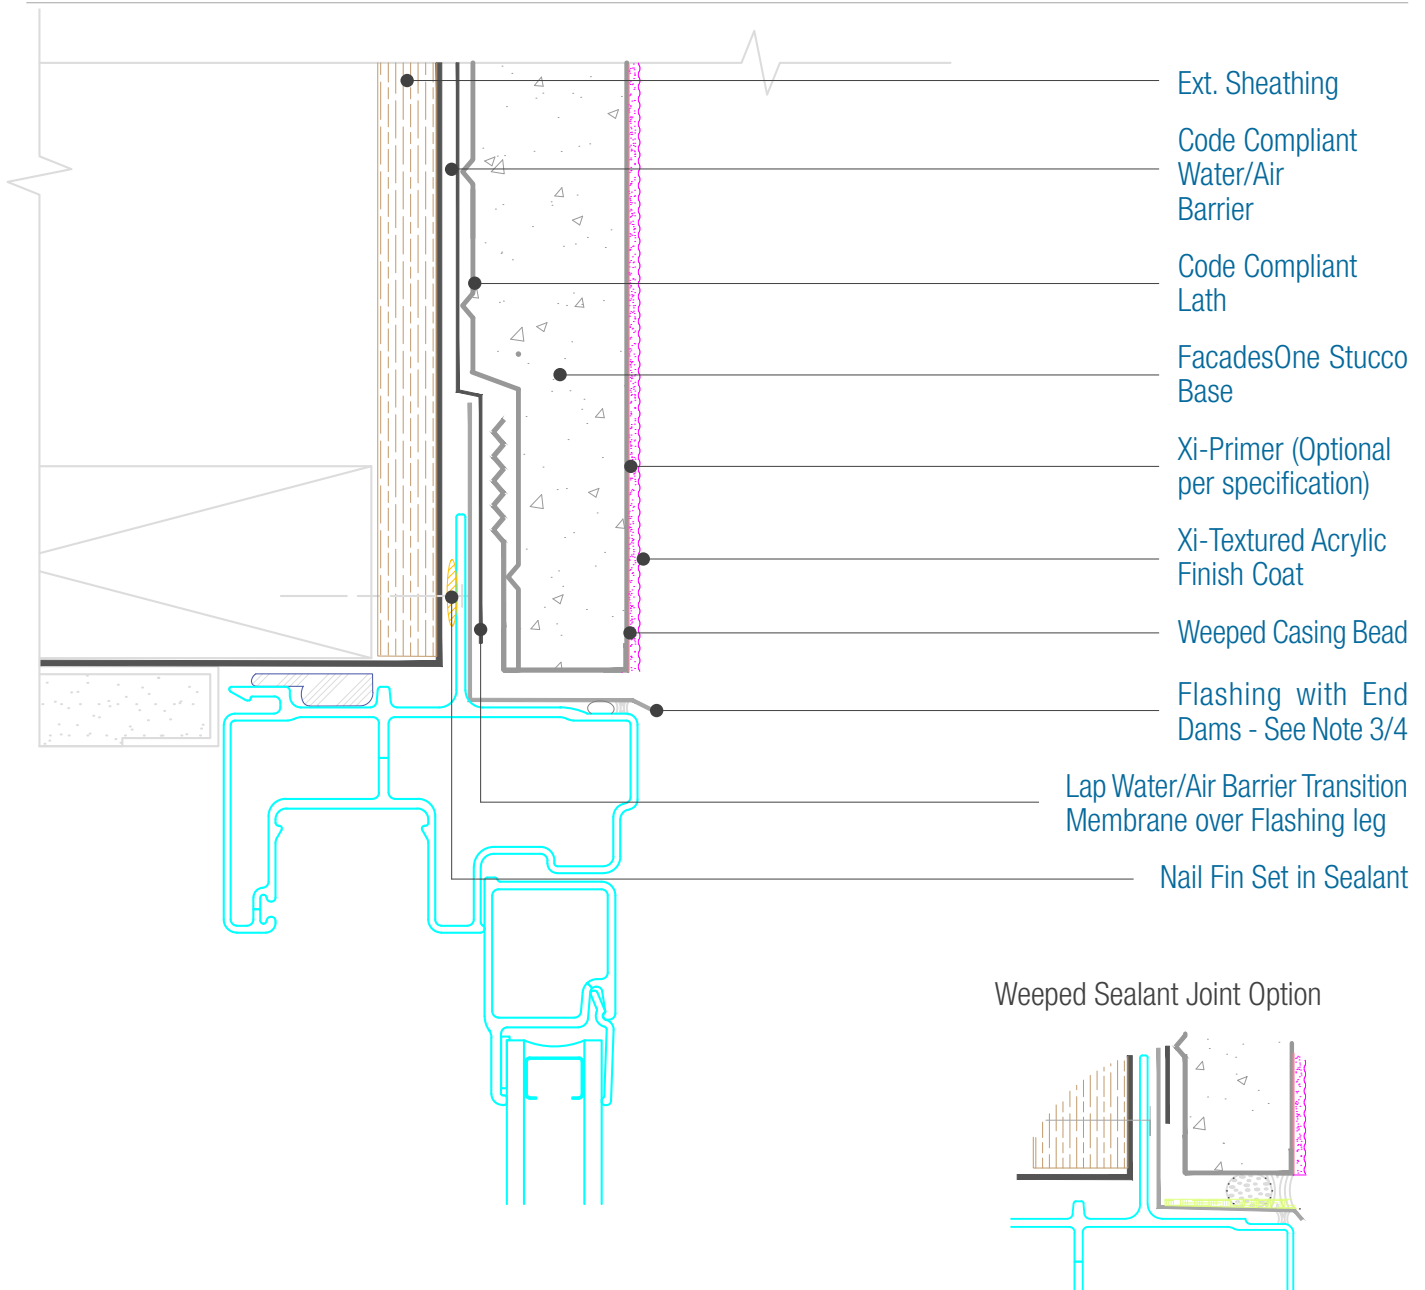 Ext. Sheathing
Code Compliant
Water/Air
Barrier
Code Compliant
Lath
FacadesOne Stucco
Base
Xi-Primer (Optional
per specification)
Xi-Textured Acrylic
Finish Coat
Weeped Casing Bead
Flashing with End
Dams - See Note 3/4
Lap Water/Air Barrier Transition
Membrane over Flashing leg
Nail Fin Set in Sealant
Weeped Sealant Joint Option